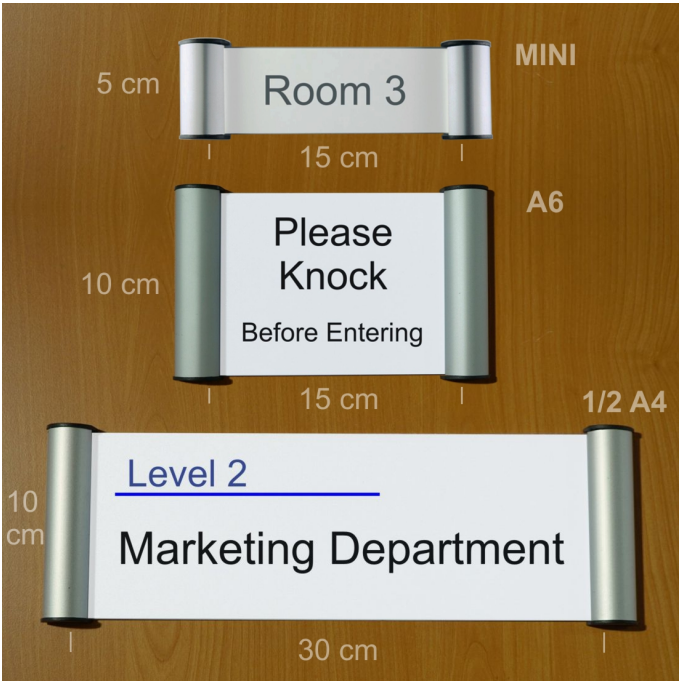 MINI
5 cm
Room 3
15 cm
A6
Please
Knock
10 cm
Before Entering
15 cm
1/2 A4
Level 2
10
cm
Marketing Department
30 cm